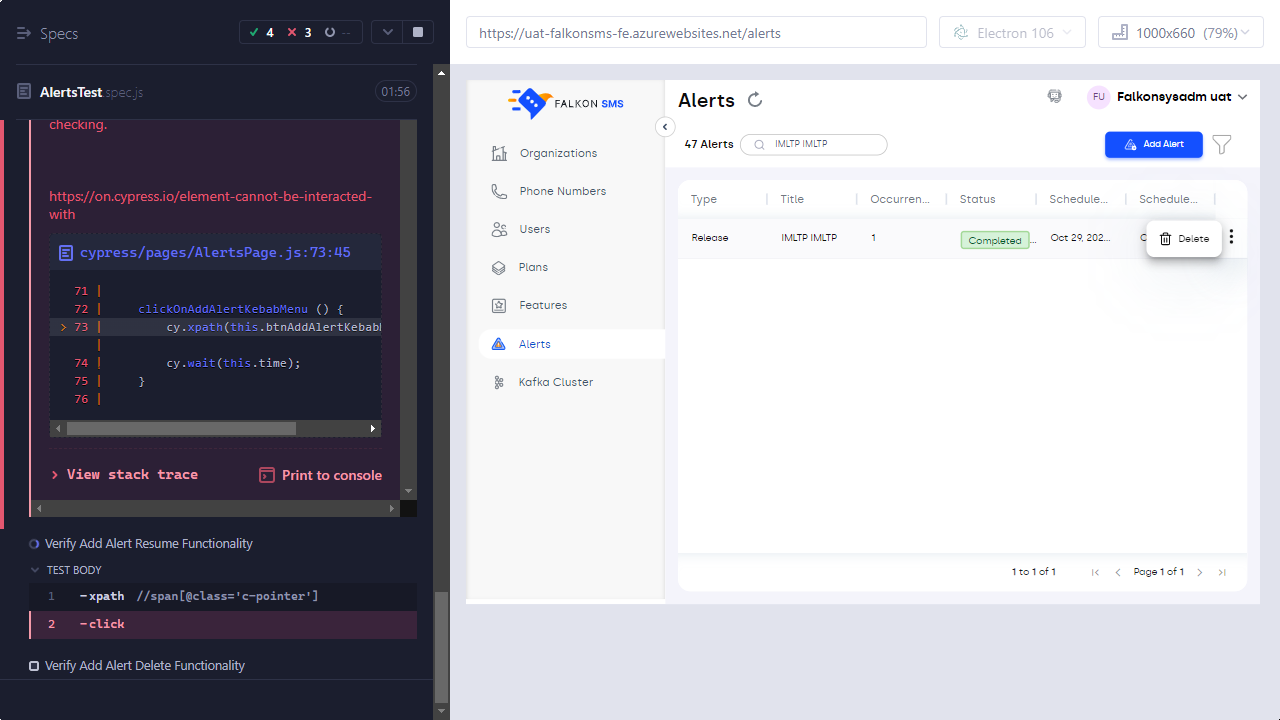 Specs
4
3
--
https://uat-falkonsms-fe.azurewebsites.net/alerts
Electron 106
1000x660 (79%)
AlertsTest.spec.js
01:56
checking.
https://on.cypress.io/element-cannot-be-interacted-
with
cypress/pages/AlertsPage.js:73:45
71 |
72 | clickOnAddAlertKebabMenu () {
> 73 | cy.xpath(this.btnAddAlertKebab
|
74 | cy.wait(this.time);
75 | }
76 |
View stack trace
Print to console
Verify Add Alert Resume Functionality
TEST BODY
1 -xpath //span[@class='c-pointer']
2 -click
Verify Add Alert Delete Functionality
FALKON SMS
Organizations
Phone Numbers
Users
Plans
Features
Alerts
Kafka Cluster
Alerts
FU
Falkonsysadm uat
47 Alerts
IMLTP IMLTP
Add Alert
Type
Title
Occurren...
Status
Schedule...
Schedule...
Release
IMLTP IMLTP
1
Completed
...
Oct 29, 202...
Delete
1 to 1 of 1
Page 1 of 1